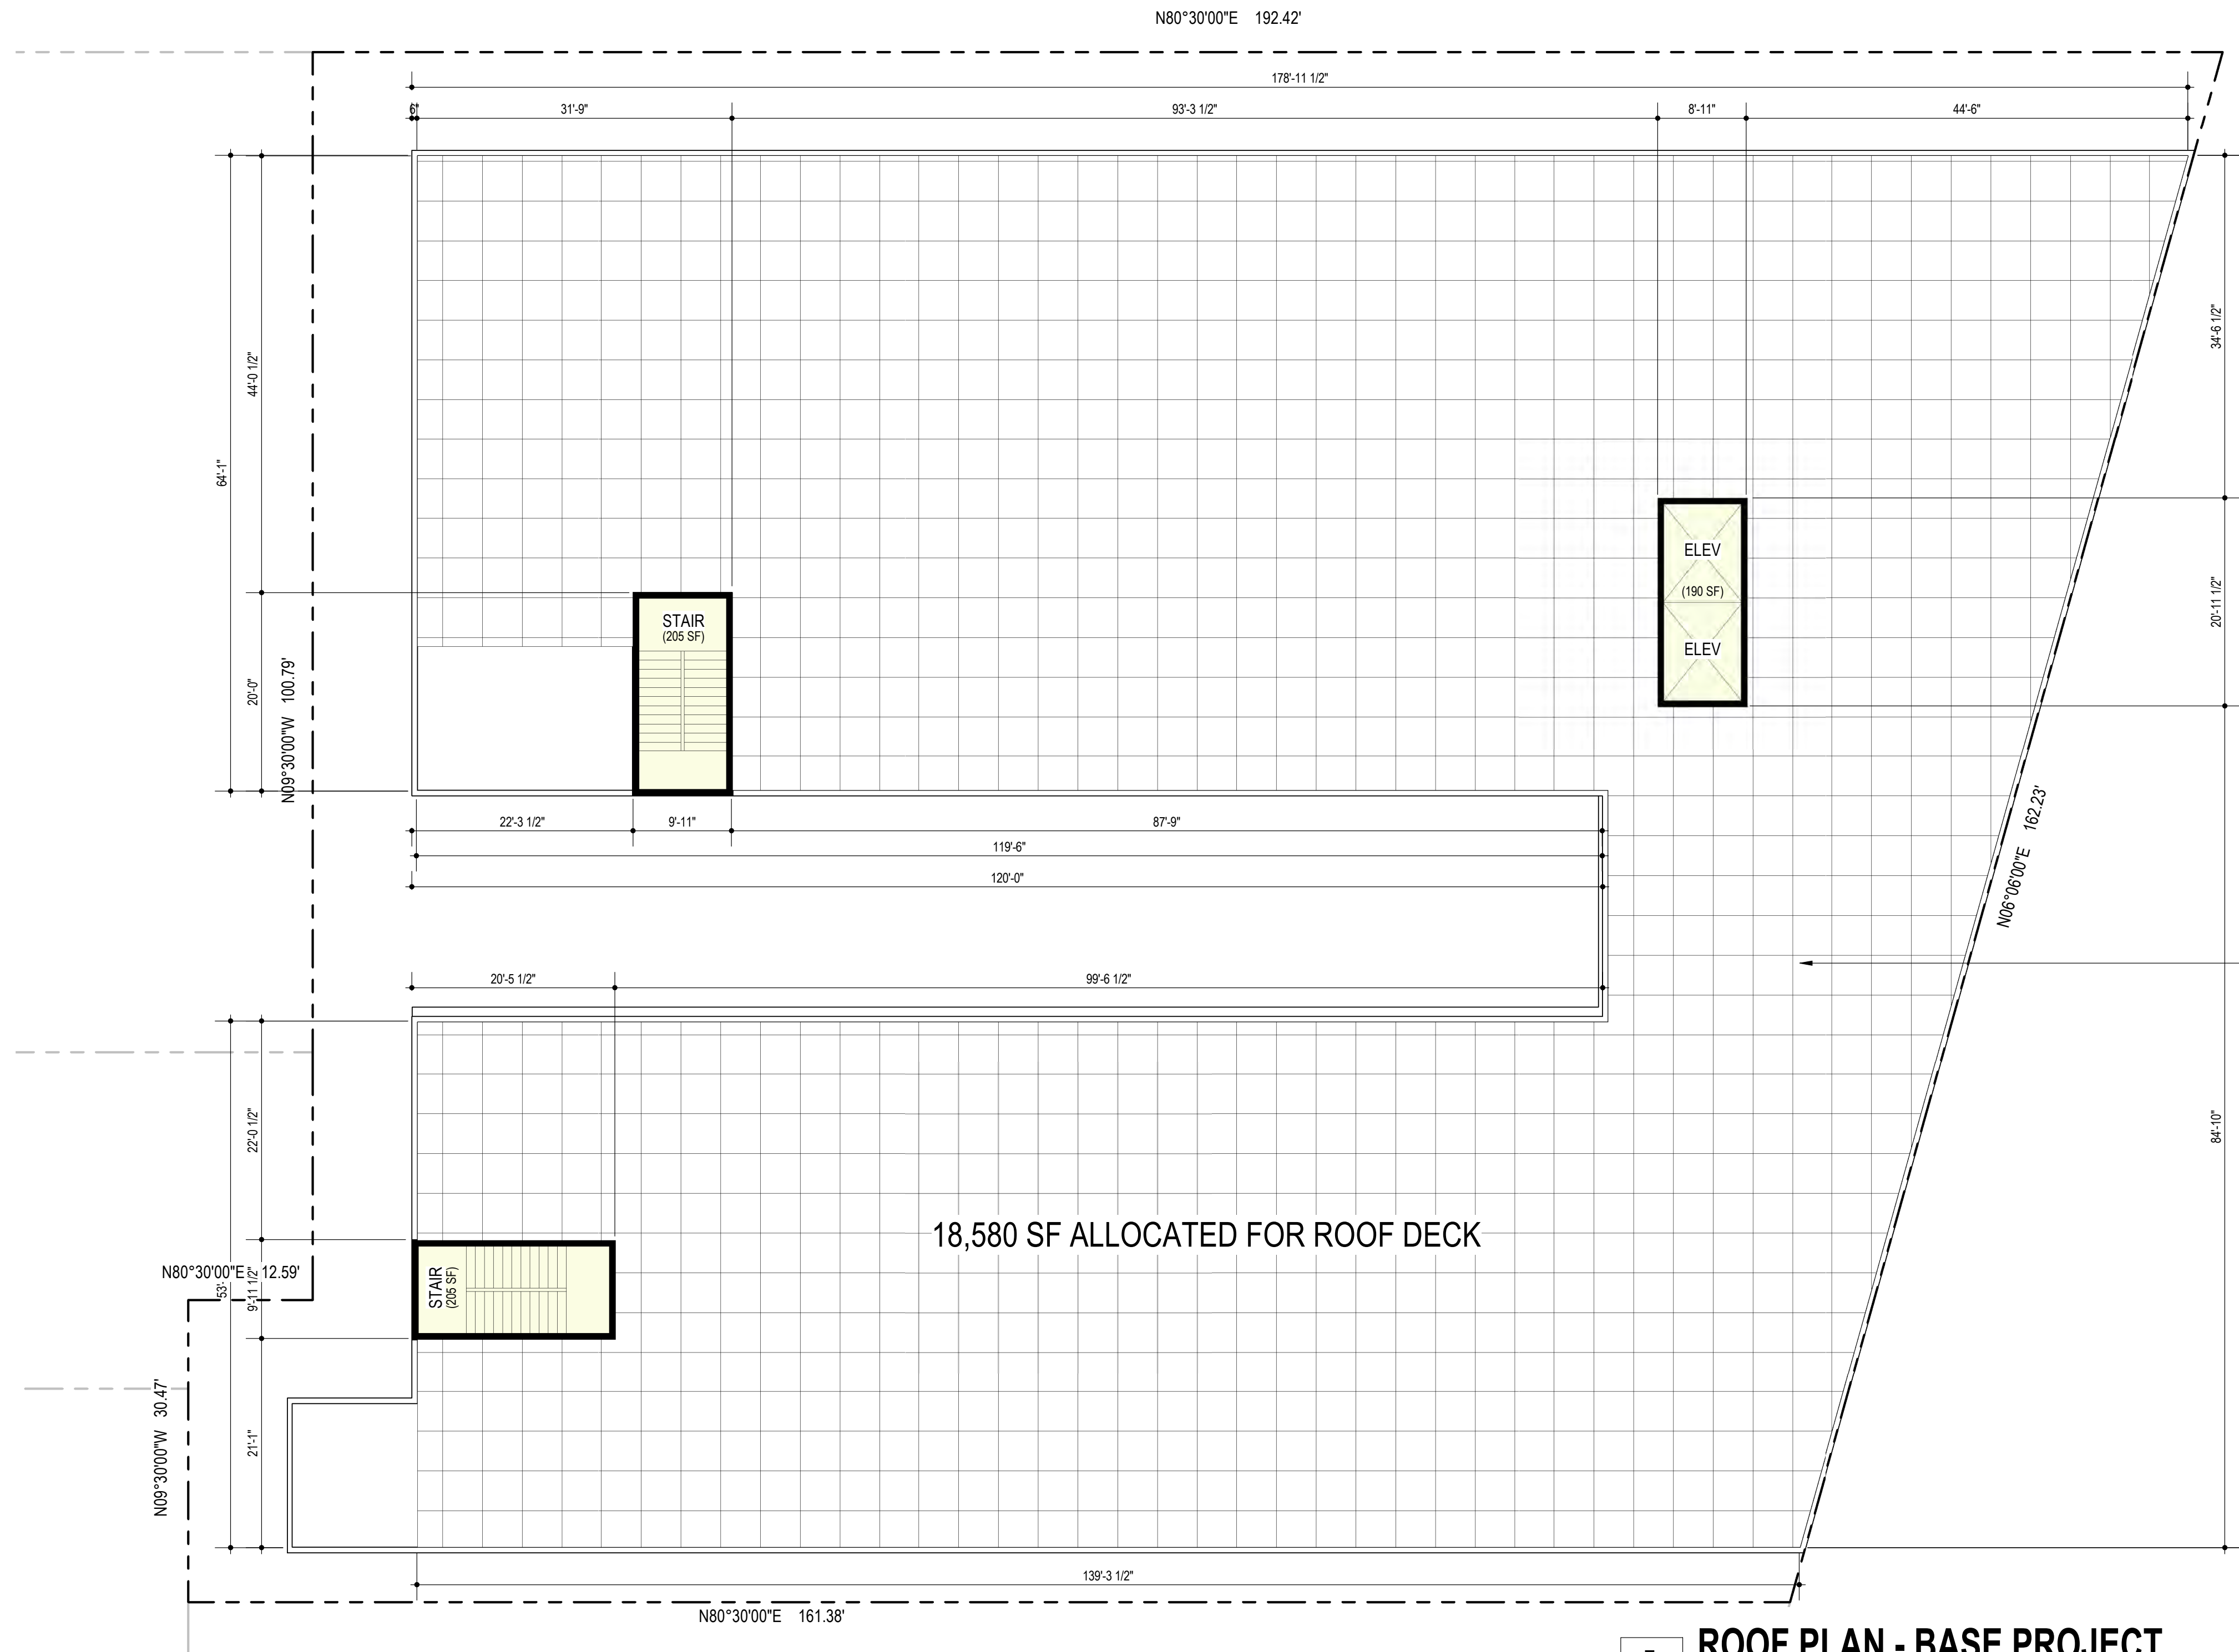 N80°30'00"E 192.42'
178'-11 1/2"
6"
31'-9"
93'-3 1/2"
8'-11"
44'-6"
34'-6 1/2"
44'-0 1/2"
64'-1"
ELEV
(190 SF)
ELEV
20'-11 1/2"
STAIR
(205 SF)
20'-0"
N09°30'00"W 100.79'
22'-3 1/2"
9'-11"
87'-9"
119'-6"
120'-0"
N06°06'00"E 162.23'
20'-5 1/2"
99'-6 1/2"
22'-0 1/2"
84'-10"
18,580 SF ALLOCATED FOR ROOF DECK
N80°30'00"E 12.59'
53'-
9'-11 1/2"
STAIR
(205 SF)
N09°30'00"W 30.47'
21'-1"
139'-3 1/2"
N80°30'00"E 161.38'
ROOF PLAN - BASE PROJECT